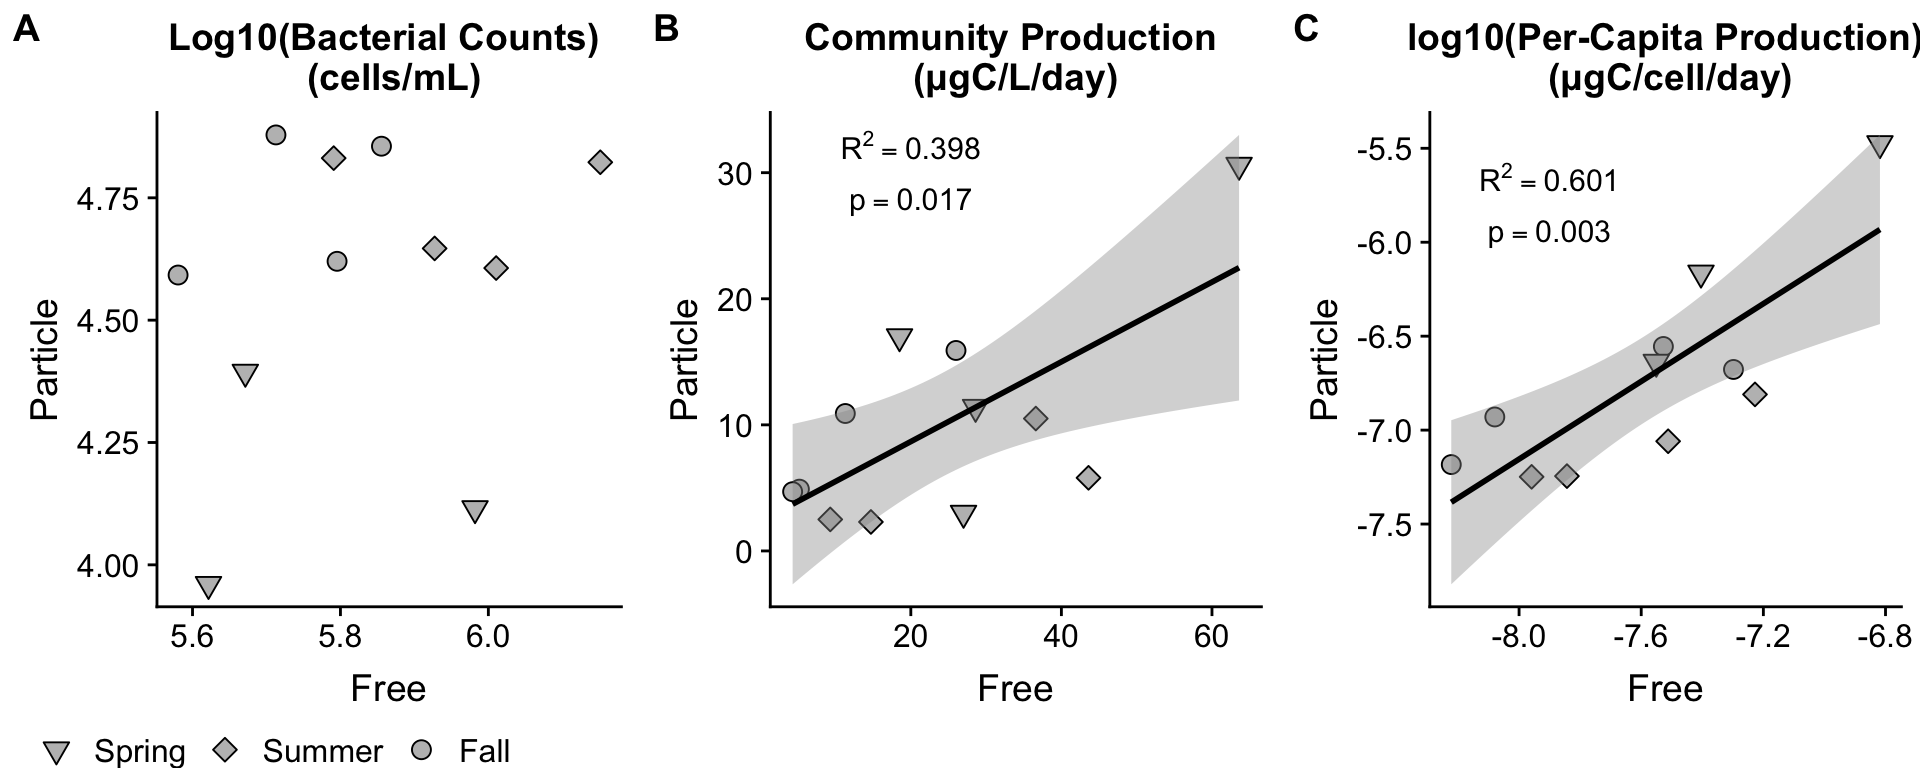 A
Log10(Bacterial Counts)
(cells/mL)
Particle
4.75
4.50
4.25
4.00
5.6 5.8 6.0
Free
B
Community Production
(µgC/L/day)
R² = 0.398
p = 0.017
Particle
30
20
10
0
20 40 60
Free
C
log10(Per-Capita Production)
(µgC/cell/day)
R² = 0.601
p = 0.003
Particle
-5.5
-6.0
-6.5
-7.0
-7.5
-8.0 -7.6 -7.2 -6.8
Free
Spring Summer Fall